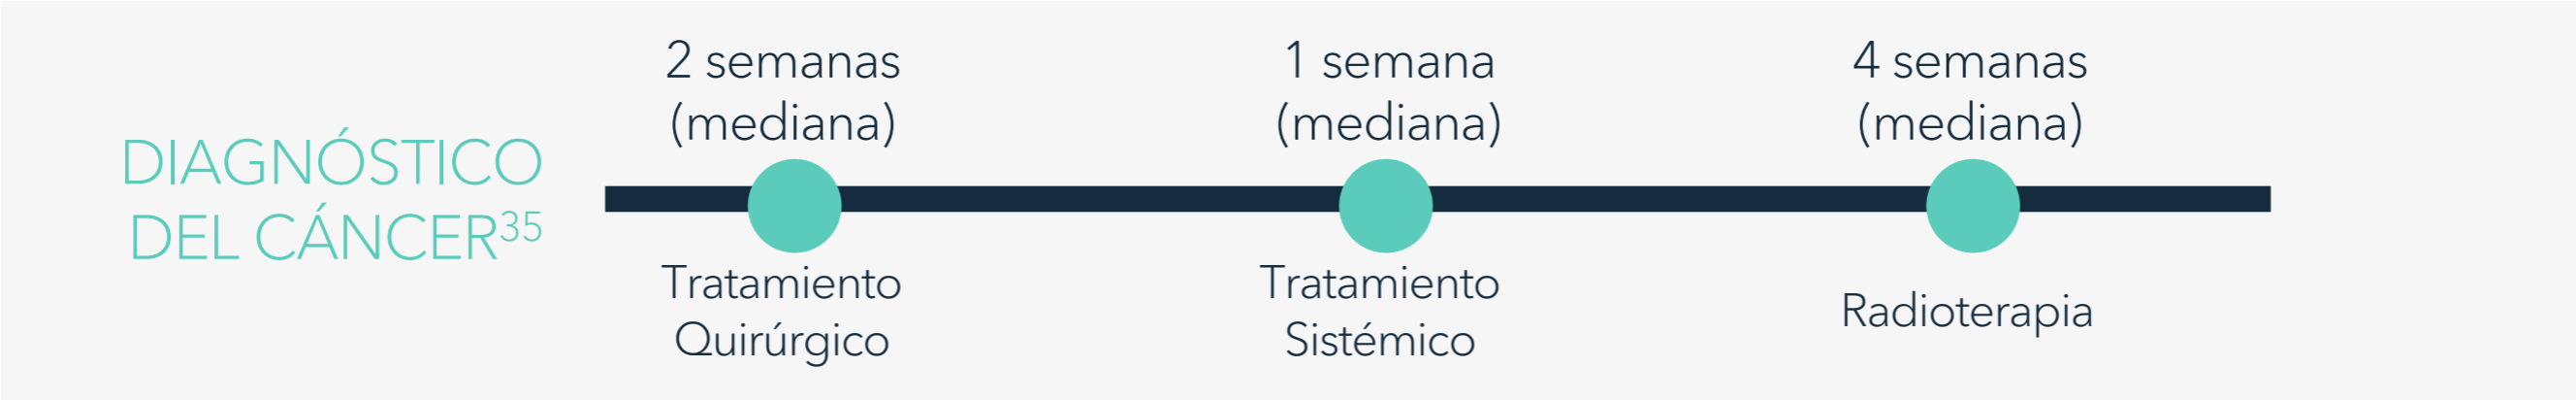 DIAGNÓSTICO
DEL CÁNCER³⁵
2 semanas
(mediana)
Tratamiento
Quirúrgico
1 semana
(mediana)
Tratamiento
Sistémico
4 semanas
(mediana)
Radioterapia